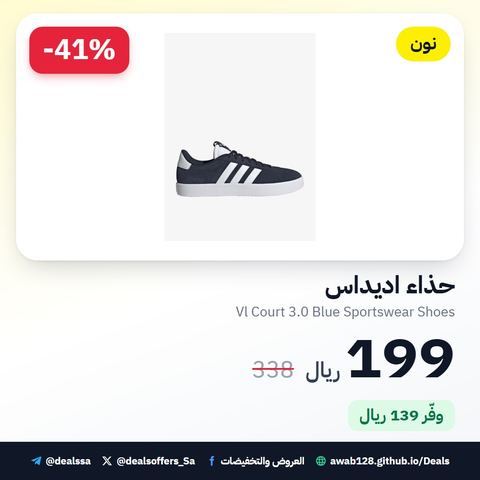 -41%
نون
حذاء اديداس
Vl Court 3.0 Blue Sportswear Shoes
199 ريال 338
وفّر 139 ريال
@dealssa @dealsoffers_Sa العروض والتخفيضات awab128.github.io/Deals